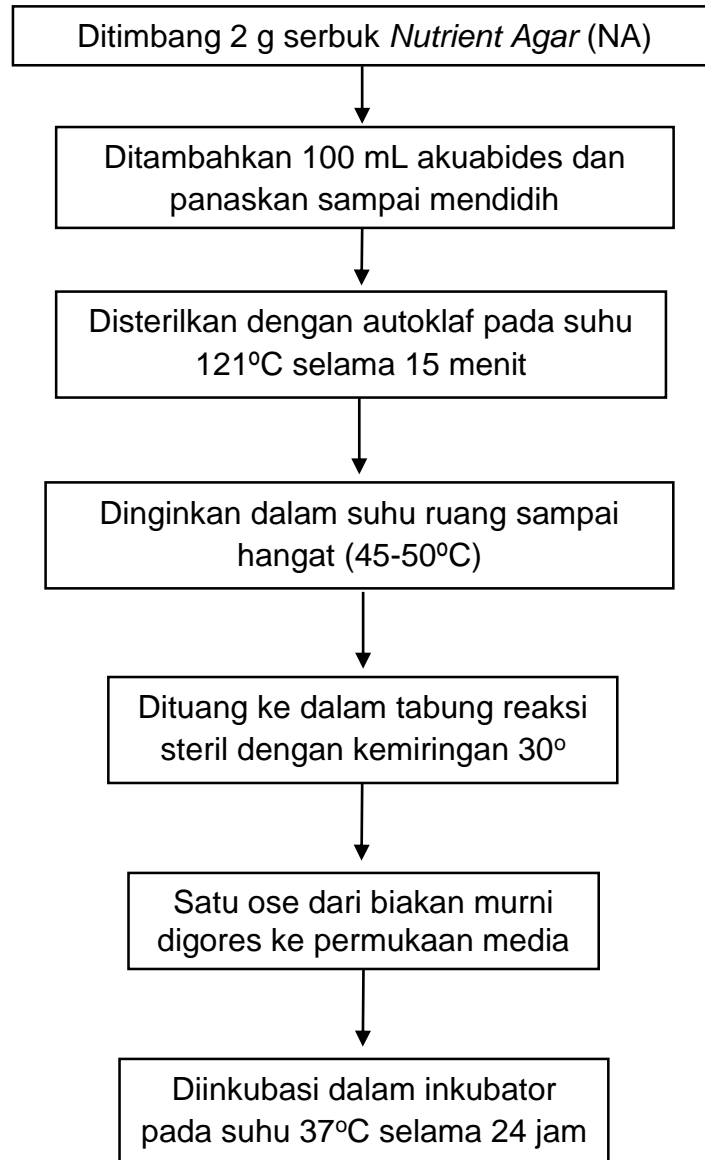 Ditimbang 2 g serbuk Nutrient Agar (NA)
Ditambahkan 100 mL akuabides dan
panaskan sampai mendidih
Disterilkan dengan autoklaf pada suhu
121⁰C selama 15 menit
Dinginkan dalam suhu ruang sampai
hangat (45-50⁰C)
Dituang ke dalam tabung reaksi
steril dengan kemiringan 30º
Satu ose dari biakan murni
digores ke permukaan media
Diinkubasi dalam inkubator
pada suhu 37ºC selama 24 jam